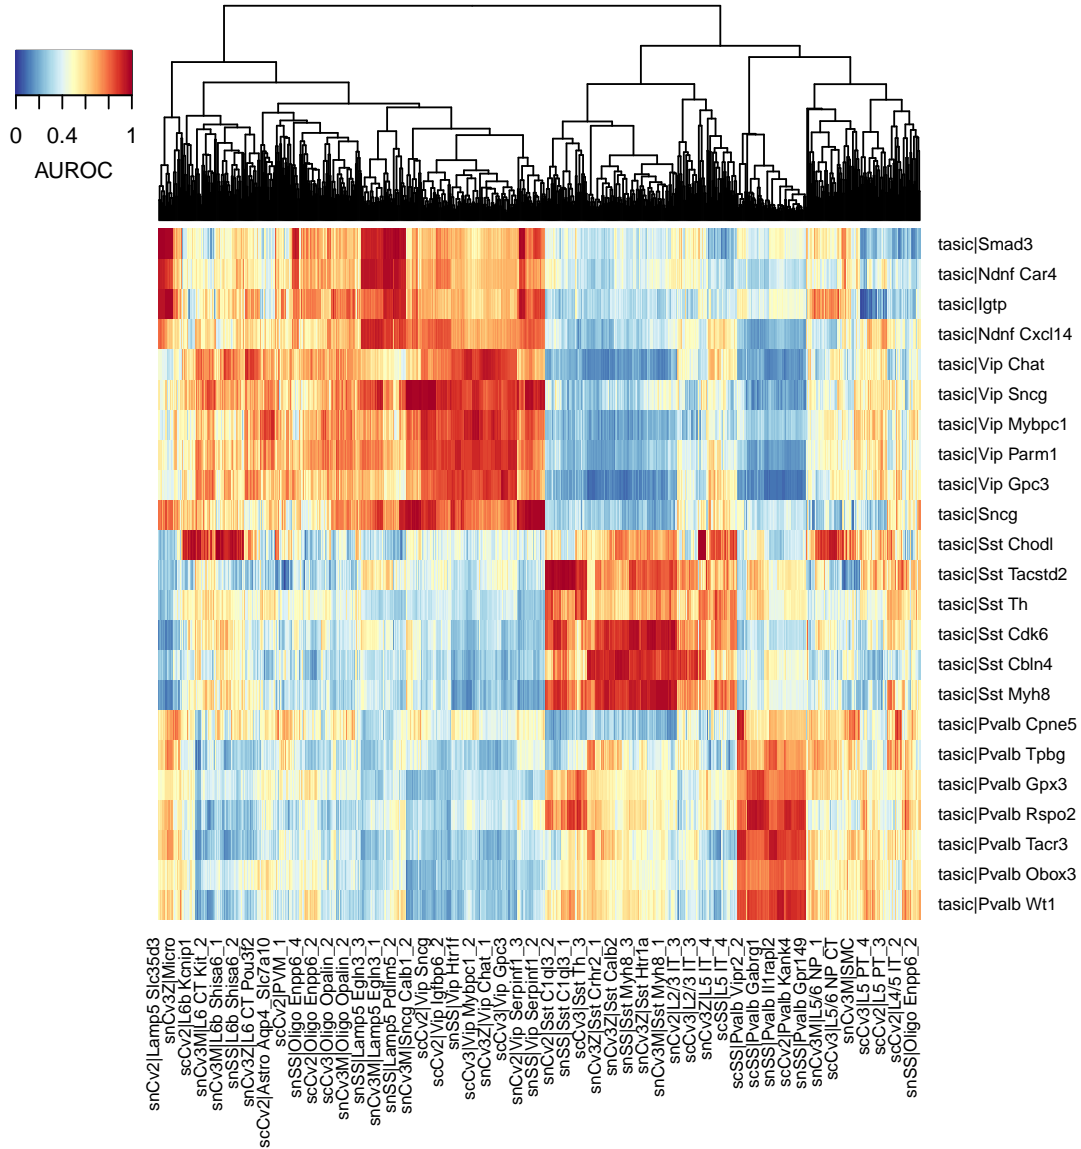 0 0.4 1
AUROC
tasic|Smad3
tasic|Ndnf Car4
tasic|Igtp
tasic|Ndnf Cxcl14
tasic|Vip Chat
tasic|Vip Sncg
tasic|Vip Mybpc1
tasic|Vip Parm1
tasic|Vip Gpc3
tasic|Sncg
tasic|Sst Chodl
tasic|Sst Tacstd2
tasic|Sst Th
tasic|Sst Cdk6
tasic|Sst Cbln4
tasic|Sst Myh8
tasic|Pvalb Cpne5
tasic|Pvalb Tpbg
tasic|Pvalb Gpx3
tasic|Pvalb Rspo2
tasic|Pvalb Tacr3
tasic|Pvalb Obox3
tasic|Pvalb Wt1
snCv2|Lamp5 Slc35d3
snCv3Z|Micro
scCv2|L6b Kcnip1
snCv3M|L6 CT Kit_2
snCv3M|L6b Shisa6_1
snSS|L6b Shisa6_2
snCv3Z|L6 CT Pou3f2
scCv2|Astro Aqp4_Slc7a10
scCv2|PVM_1
snSS|Oligo Enpp6_4
scCv2|Oligo Enpp6_2
scCv3|Oligo Opalin_2
snCv3M|Oligo Opalin_2
snSS|Lamp5 Egln3_3
snCv3M|Lamp5 Egln3_1
snSS|Lamp5 Pdlim5_2
snCv3M|Sncg Calb1_2
scCv2|Vip Sncg
scCv2|Vip Igfbp6_2
snSS|Vip Htr1f
scCv3|Vip Mybpc1_2
snCv3Z|Vip Chat_1
scCv3|Vip Gpc3
snCv2|Vip Serpinf1_3
snSS|Vip Serpinf1_2
snCv2|Sst C1ql3_2
snSS|Sst C1ql3_1
scCv3|Sst Th_3
snCv3Z|Sst Crhr2_1
snCv3Z|Sst Calb2
snSS|Sst Myh8_3
snCv3Z|Sst Htr1a
snCv3M|Sst Myh8_1
snCv2|L2/3 IT_3
scCv3|L2/3 IT_3
snCv3Z|L5 IT_4
scSS|L5 IT_4
scSS|Pvalb Vipr2_2
scSS|Pvalb Gabrg1
snSS|Pvalb Il1rapl2
scCv2|Pvalb Kank4
snSS|Pvalb Gpr149
snCv3M|L5/6 NP_1
scCv3|L5/6 NP_CT
snCv3M|SMC
scCv3|L5 PT_4
scCv2|L5 PT_3
scCv2|L4/5 IT_2
snSS|Oligo Enpp6_2